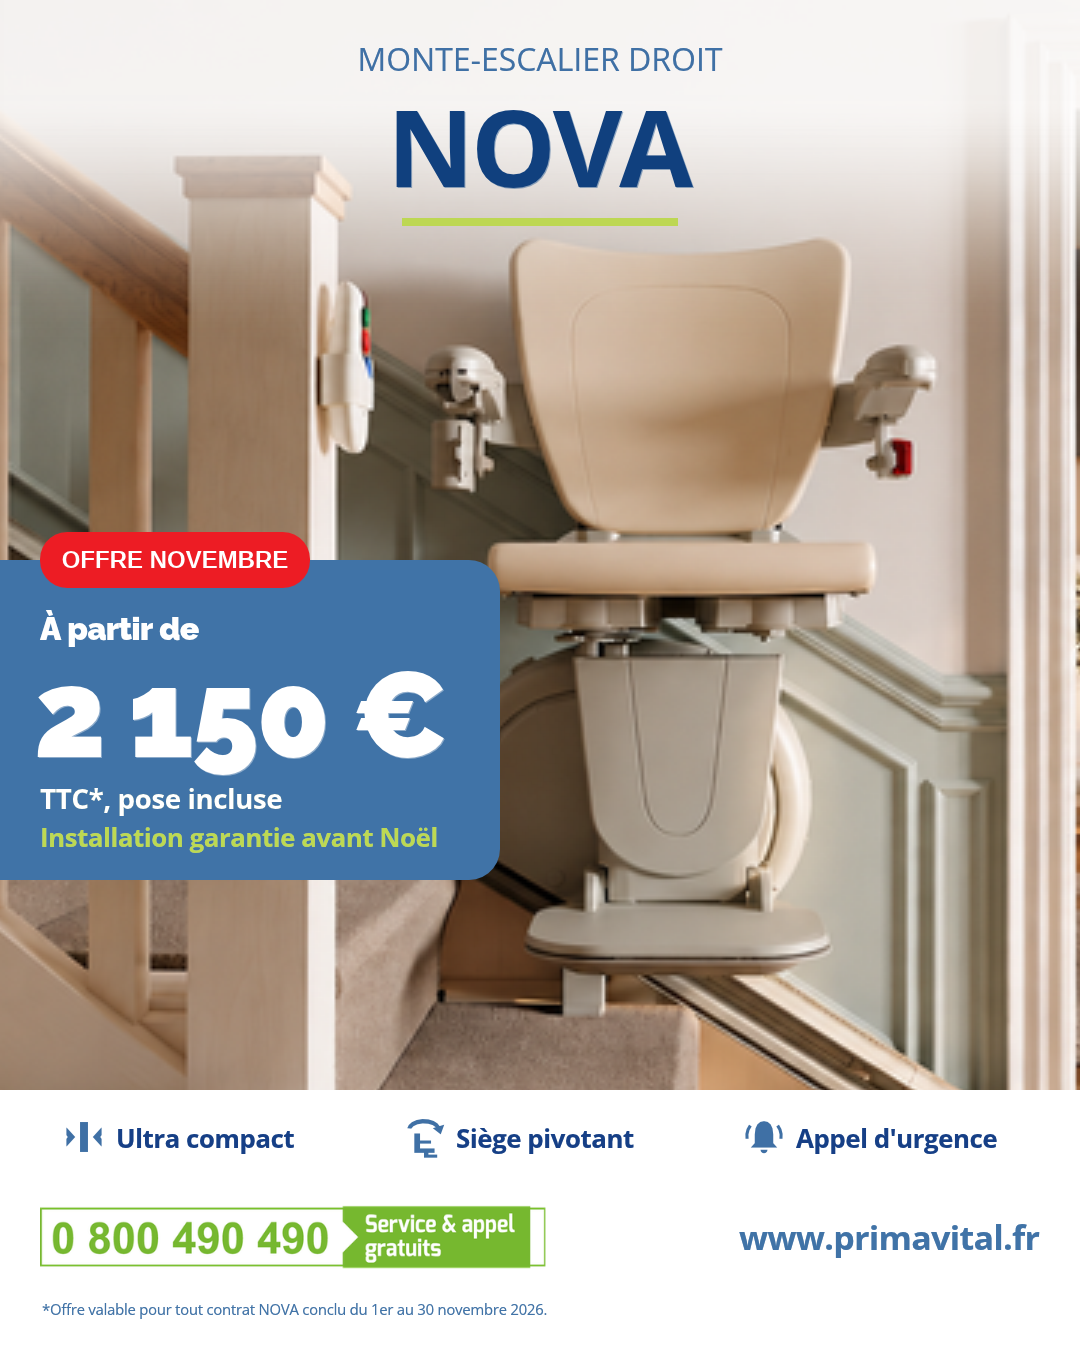 MONTE-ESCALIER DROIT
NOVA
OFFRE NOVEMBRE
À partir de
2 150 €
TTC*, pose incluse
Installation garantie avant Noël
Ultra compact
Siège pivotant
Appel d'urgence
0 800 490 490
Service & appel
gratuits
www.primavital.fr
*Offre valable pour tout contrat NOVA conclu du 1er au 30 novembre 2026.